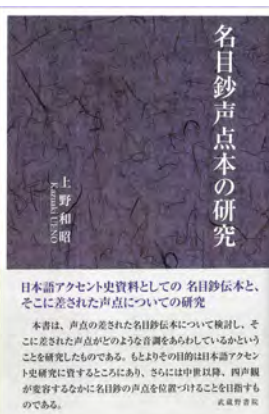 名目鈔声点本の研究
上野和昭
Kazuaki UENO
日本語アクセント史資料としての 名目鈔伝本と、
そこに差された声点についての研究
本書は、声点の差された名目鈔伝本について検討し、そ
こに差された声点がどのような音調をあらわしているかという
ことを研究したものである。もとよりその目的は日本語アクセン
ト史研究に資するところにあり、さらには中世以降、四声観
が変容するなかに名目鈔の声点を位置づけることを目指すも
のである。
武蔵野書院